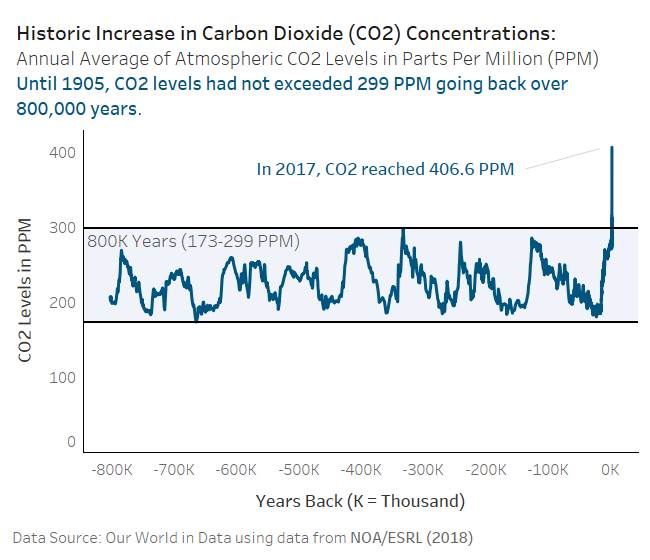 Historic Increase in Carbon Dioxide (CO2) Concentrations:
Annual Average of Atmospheric CO2 Levels in Parts Per Million (PPM)
Until 1905, CO2 levels had not exceeded 299 PPM going back over
800,000 years.
400
In 2017, CO2 reached 406.6 PPM
300
800K Years (173-299 PPM)
200
100
0
CO2 Levels in PPM
-800K -700K -600K -500K -400K -300K -200K -100K 0K
Years Back (K = Thousand)
Data Source: Our World in Data using data from NOA/ESRL (2018)